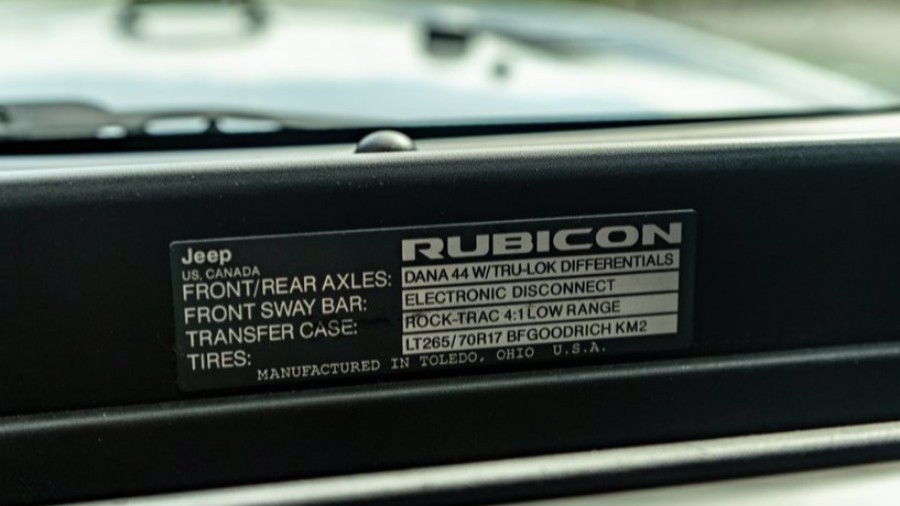 Jeep RUBICON
US, CANADA
FRONT/REAR AXLES: DANA 44 W/TRU-LOK DIFFERENTIALS
FRONT SWAY BAR: ELECTRONIC DISCONNECT
TRANSFER CASE: ROCK-TRAC 4:1 LOW RANGE
TIRES: LT265/70R17 BFGOODRICH KM2
MANUFACTURED IN TOLEDO, OHIO U.S.A.